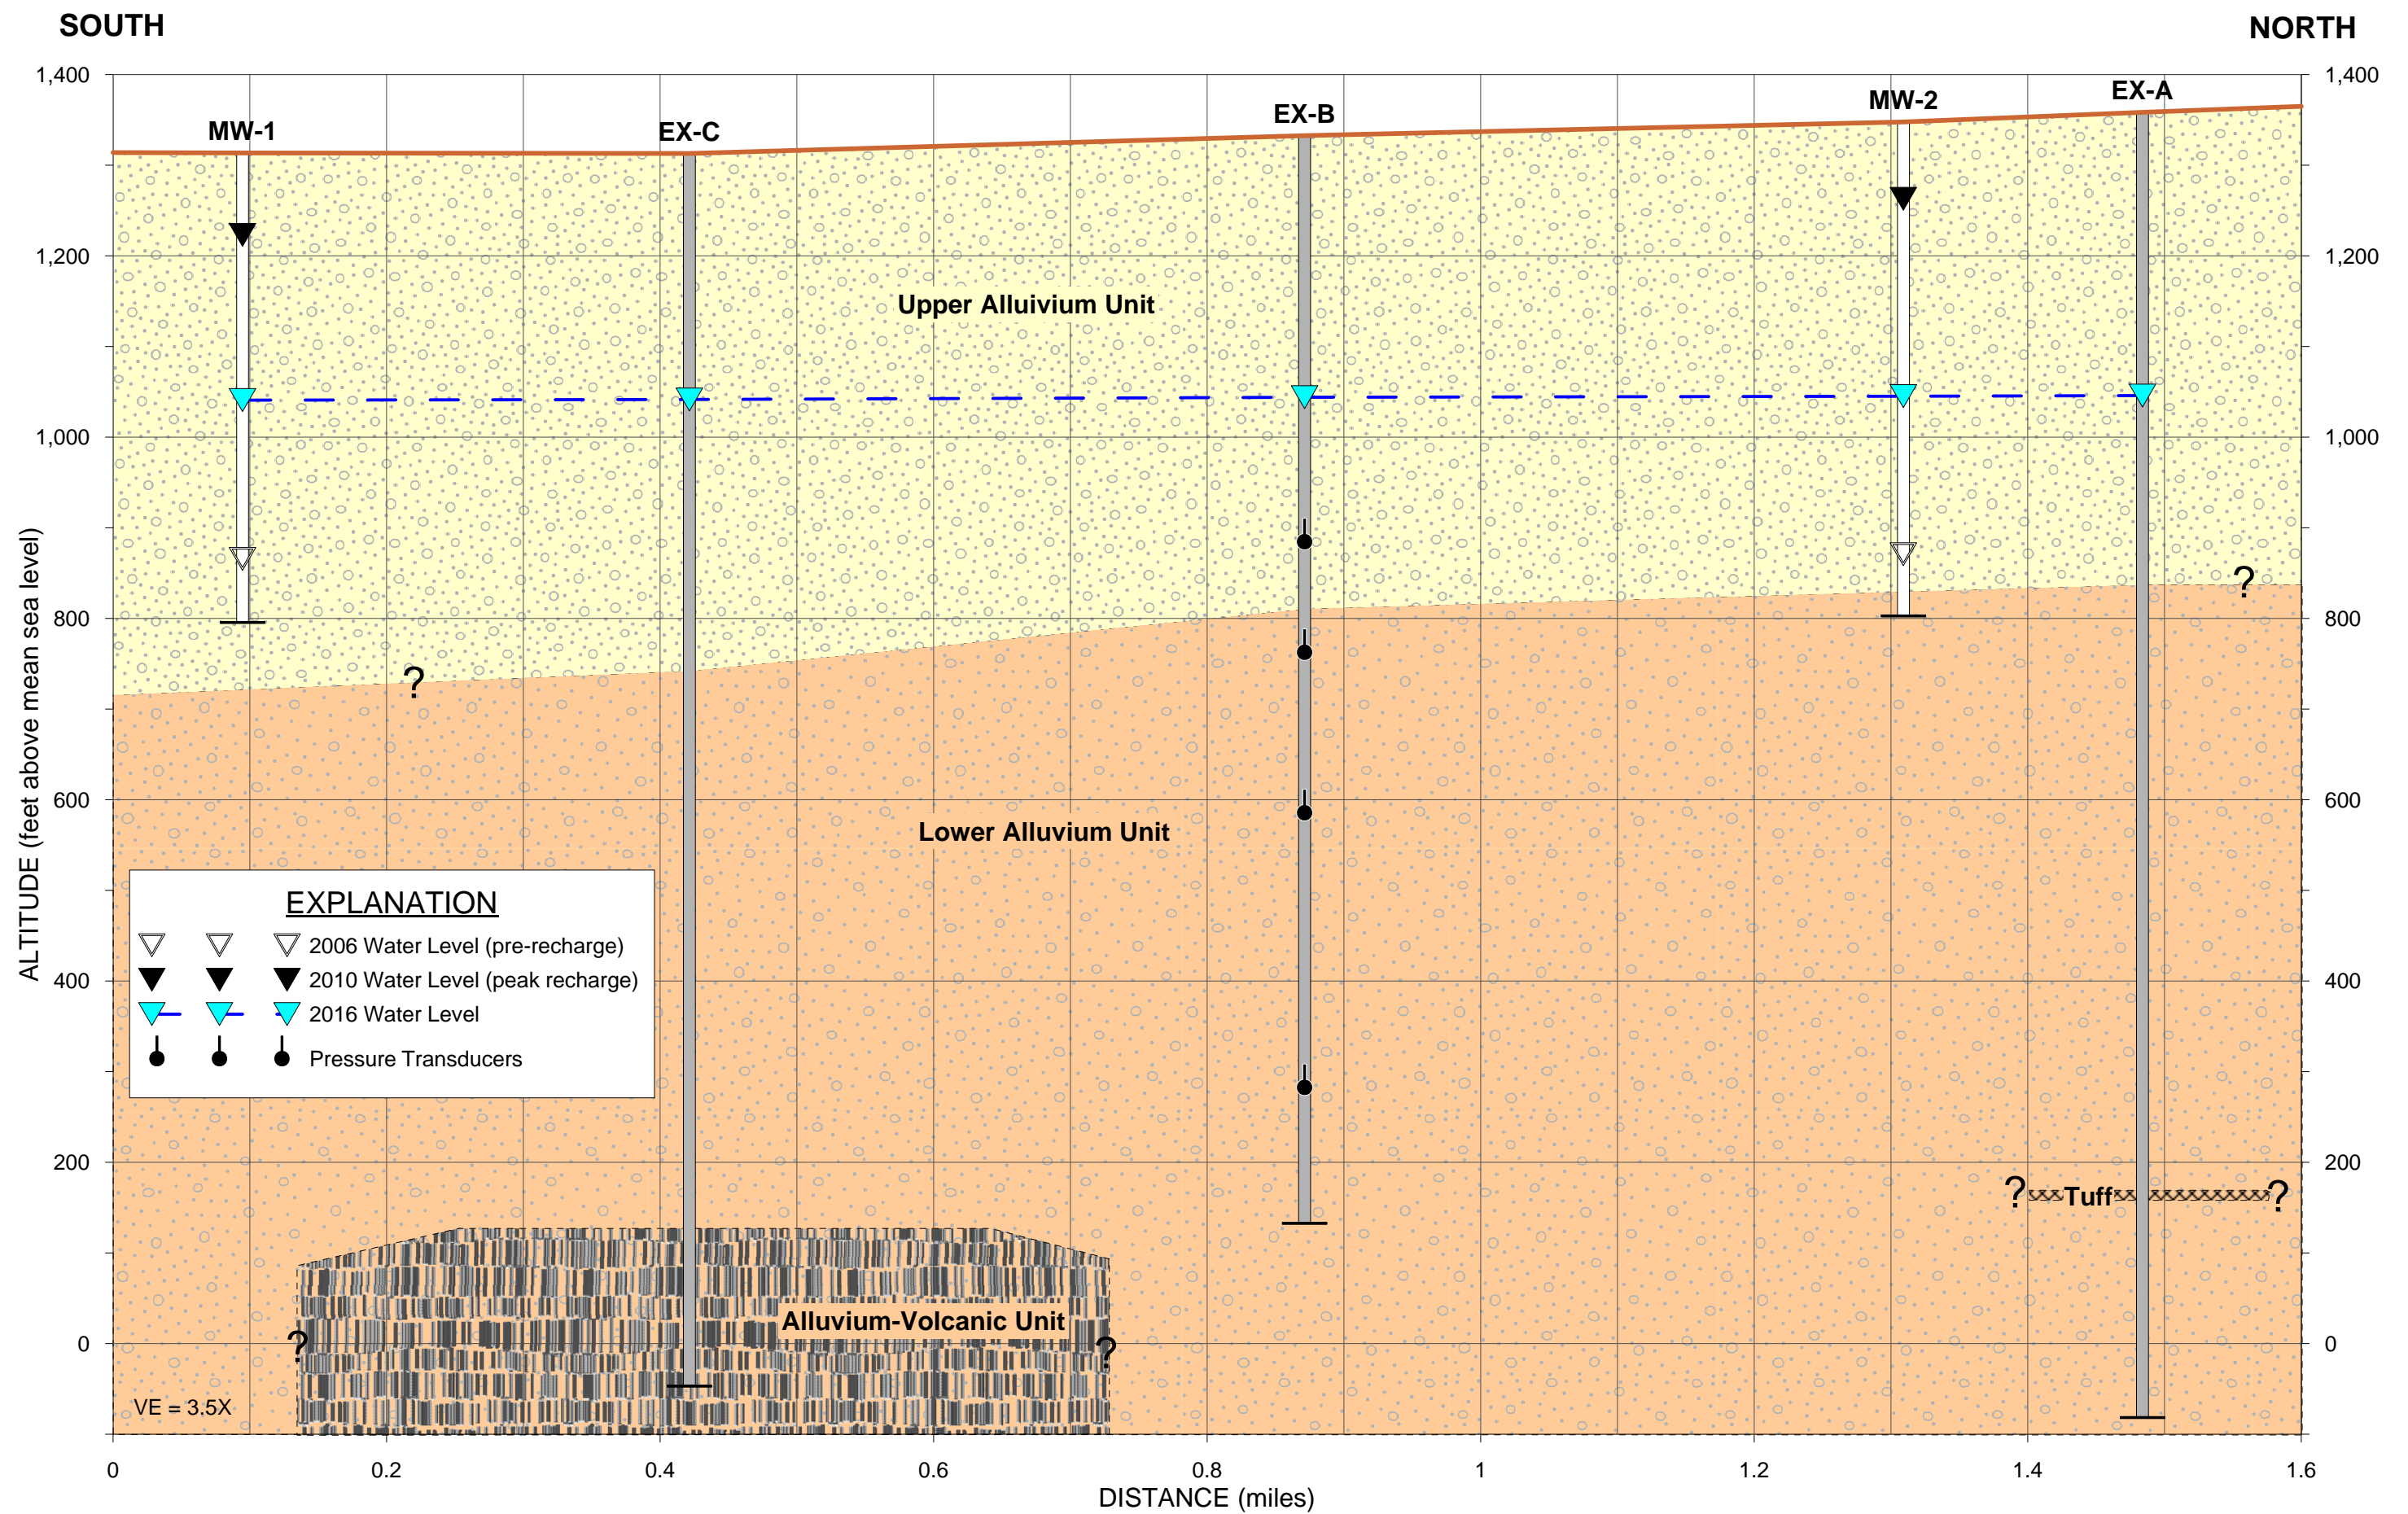 SOUTH
NORTH
1,400
1,400
MW-1
EX-C
EX-B
MW-2
EX-A
1,200
1,200
Upper Alluivium Unit
1,000
1,000
ALTITUDE (feet above mean sea level)
?
800
800
?
600
600
Lower Alluvium Unit
EXPLANATION
2006 Water Level (pre-recharge)
2010 Water Level (peak recharge)
2016 Water Level
Pressure Transducers
400
400
200
200
? Tuff ?
Alluvium-Volcanic Unit
0
? ?
0
VE = 3.5X
0 0.2 0.4 0.6 0.8 1 1.2 1.4 1.6
DISTANCE (miles)